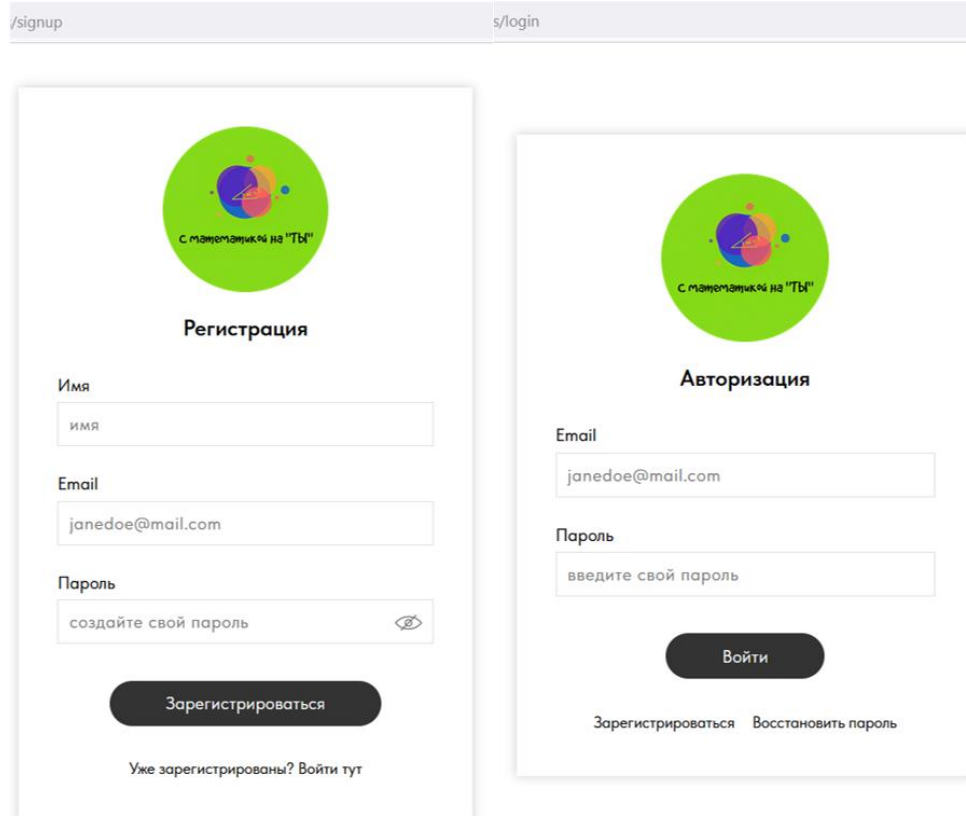 /signup
с математикой на "ТЫ"
Регистрация
Имя
имя
Email
janedoe@mail.com
Пароль
создайте свой пароль
Зарегистрироваться
Уже зарегистрированы? Войти тут
s/login
с математикой на "ТЫ"
Авторизация
Email
janedoe@mail.com
Пароль
введите свой пароль
Войти
Зарегистрироваться Восстановить пароль